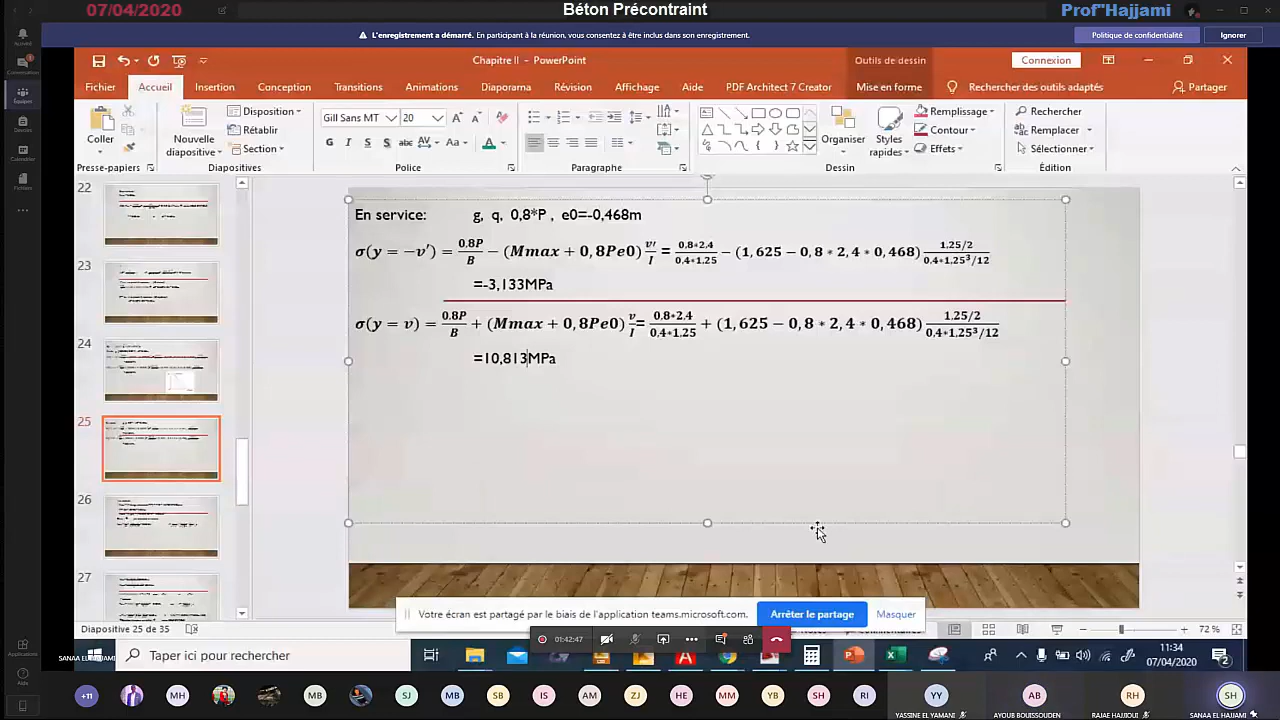 07/04/2020 Béton Précontraint Prof"Hajjami
L'enregistrement a démarré. En participant à la réunion, vous consentez à être inclus dans son enregistrement. Politique de confidentialité Ignorer
Chapitre II – PowerPoint Outils de dessin Connexion
Fichier Accueil Insertion Conception Transitions Animations Diaporama Révision Affichage Aide PDF Architect 7 Creator Mise en forme Rechercher des outils adaptés Partager
Coller Nouvelle diapositive Disposition Rétablir Section Gill Sans MT 20 Organiser Styles rapides Remplissage Contour Effets Rechercher Remplacer Sélectionner
G I S S abc AV Aa A
Presse-papiers Diapositives Police Paragraphe Dessin Édition
22
23
24
25
26
27
En service: g, q, 0,8*P , e0=-0,468m
σ(y = −v′) = 0,8P/B − (Mmax + 0,8Pe0) v′/I = 0.8∗2,4/0.4∗1.25 − (1,625 − 0,8 ∗ 2,4 ∗ 0,468) 1,25/2/0.4∗1.25³/12
=-3,133MPa
σ(y = v) = 0.8P/B + (Mmax + 0,8Pe0) v/I= 0.8∗2.4/0.4∗1.25 + (1,625 − 0,8 ∗ 2,4 ∗ 0,468) 1.25/2/0.4∗1.25³/12
=10,813MPa
Votre écran est partagé par le biais de l'application teams.microsoft.com. Arrêter le partage Masquer
Diapositive 25 de 35 72 %
01:42:47
Taper ici pour rechercher
SANAA EL HAJJAMI
11:34
07/04/2020
2
+11 MH MB SJ MB SB IS AM ZJ HE MM YB SH RI YY AB RH SH
YASSINE EL YAMANI AYOUB BOUISSOUDEN RAJAE HAJJIOUI SANAA EL HAJJAMI